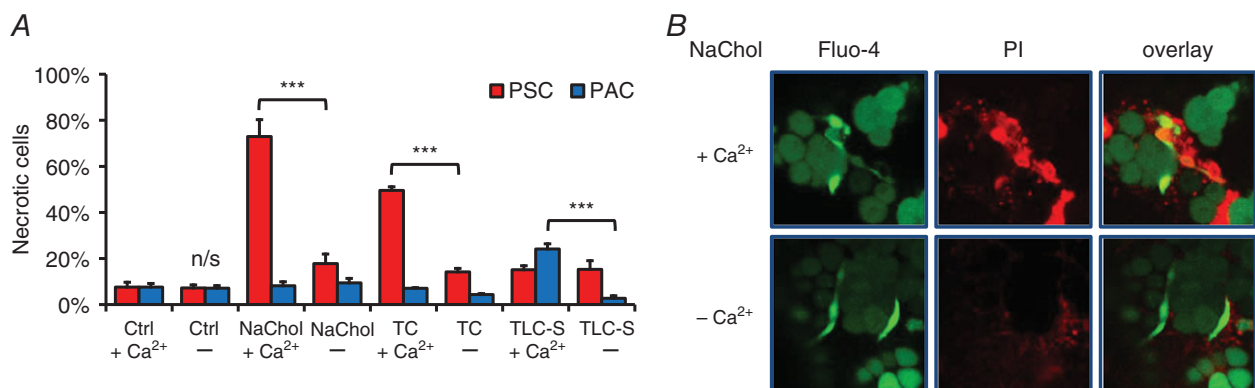 A
100%
80%
60%
40%
20%
0%
Necrotic cells
PSC
PAC
n/s
***
***
***
Ctrl Ctrl NaChol NaChol TC TC TLC-S TLC-S
+ Ca²⁺ – + Ca²⁺ – + Ca²⁺ – + Ca²⁺ –
B
NaChol Fluo-4 PI overlay
+ Ca²⁺
– Ca²⁺